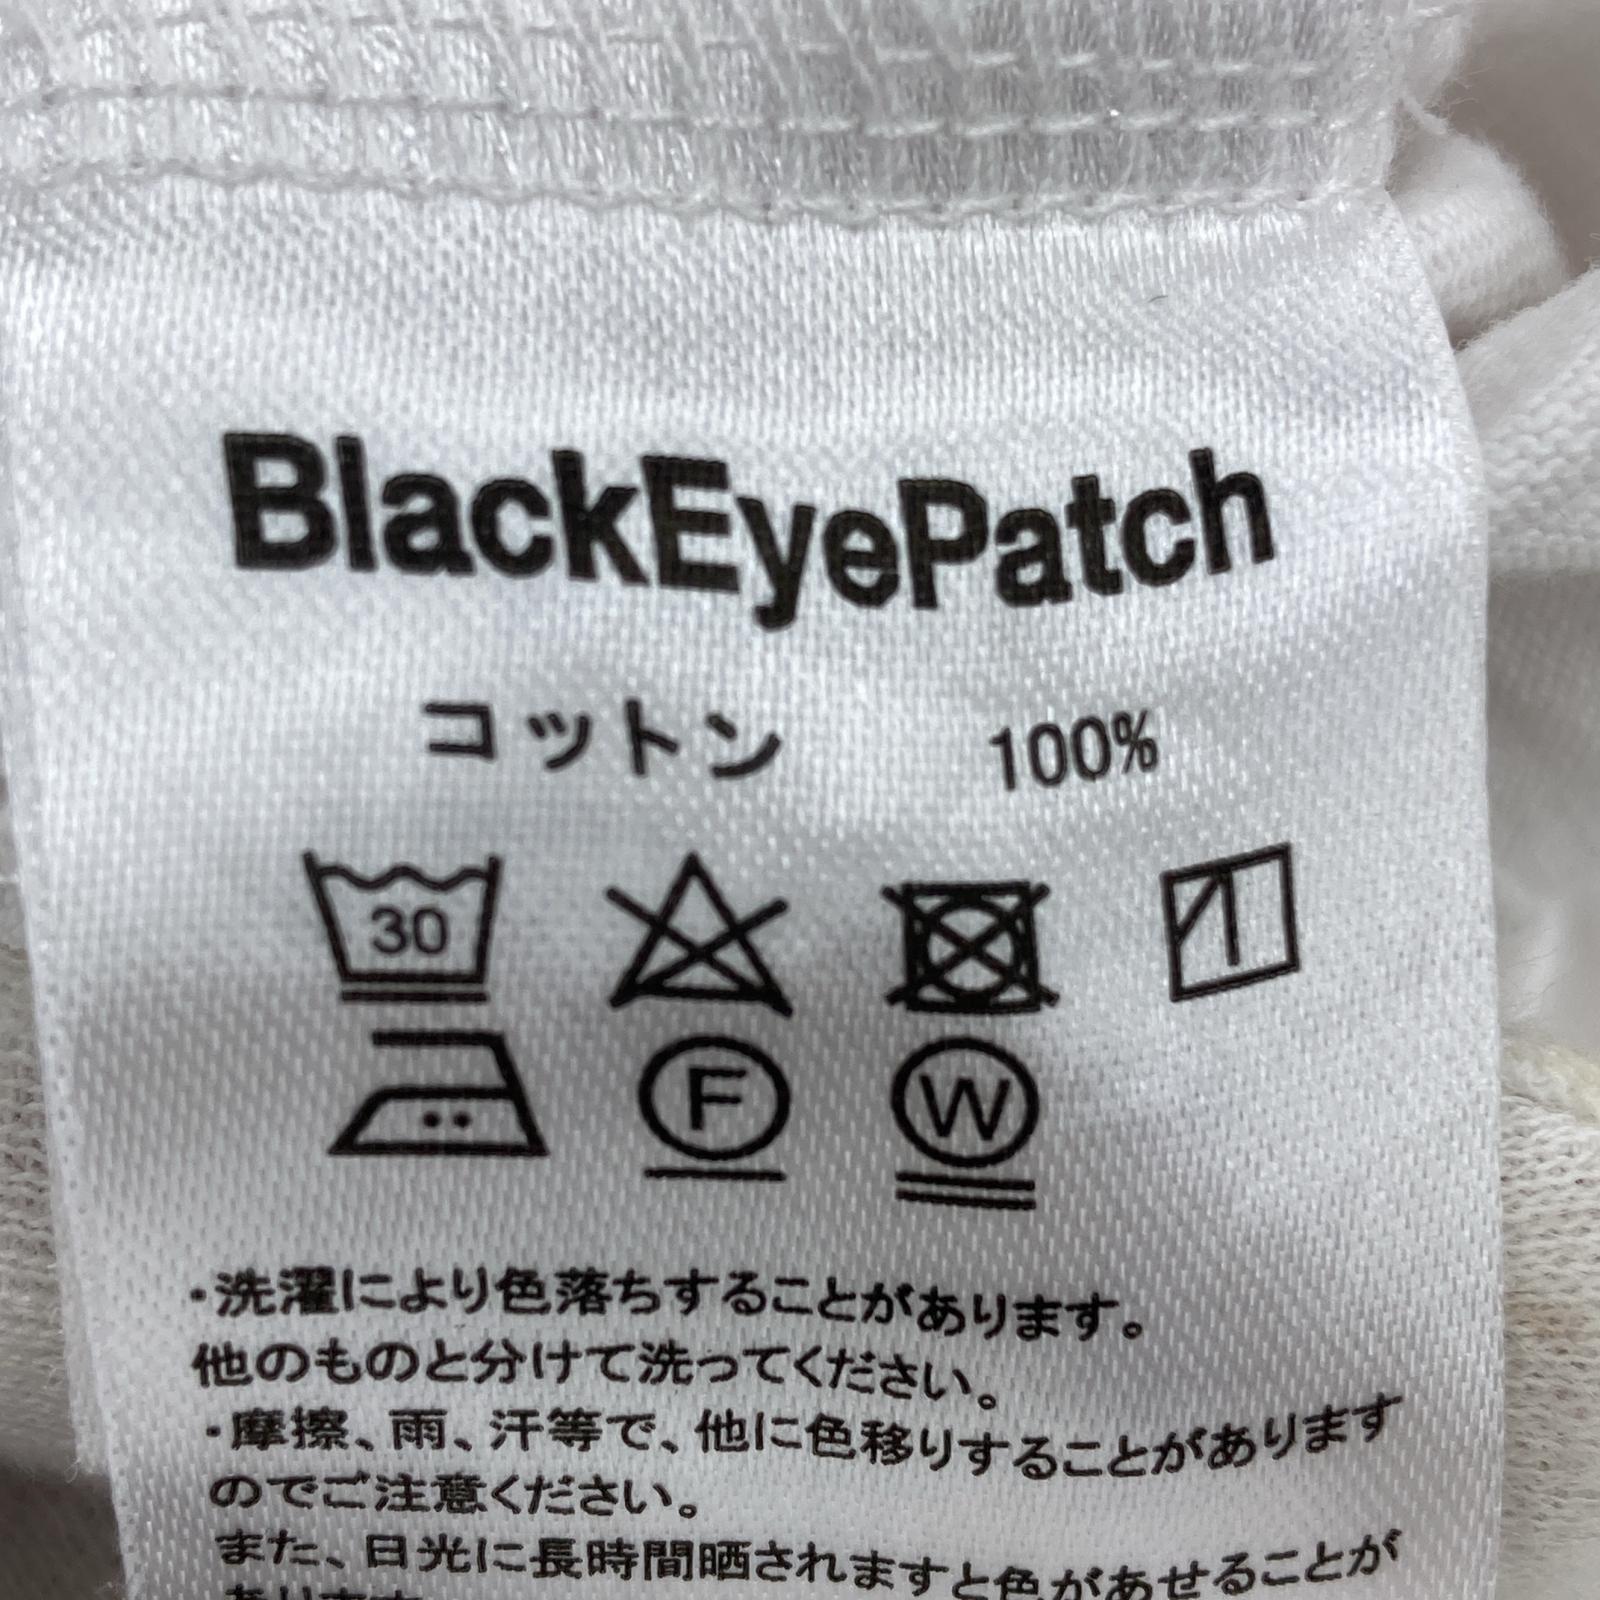 BlackEyePatch
コットン 100%
30
F W
・洗濯により色落ちすることがあります。
他のものと分けて洗ってください。
・摩擦、雨、汗等で、他に色移りすることがあります
のでご注意ください。
また、日光に長時間晒されますと色があせることが
あります